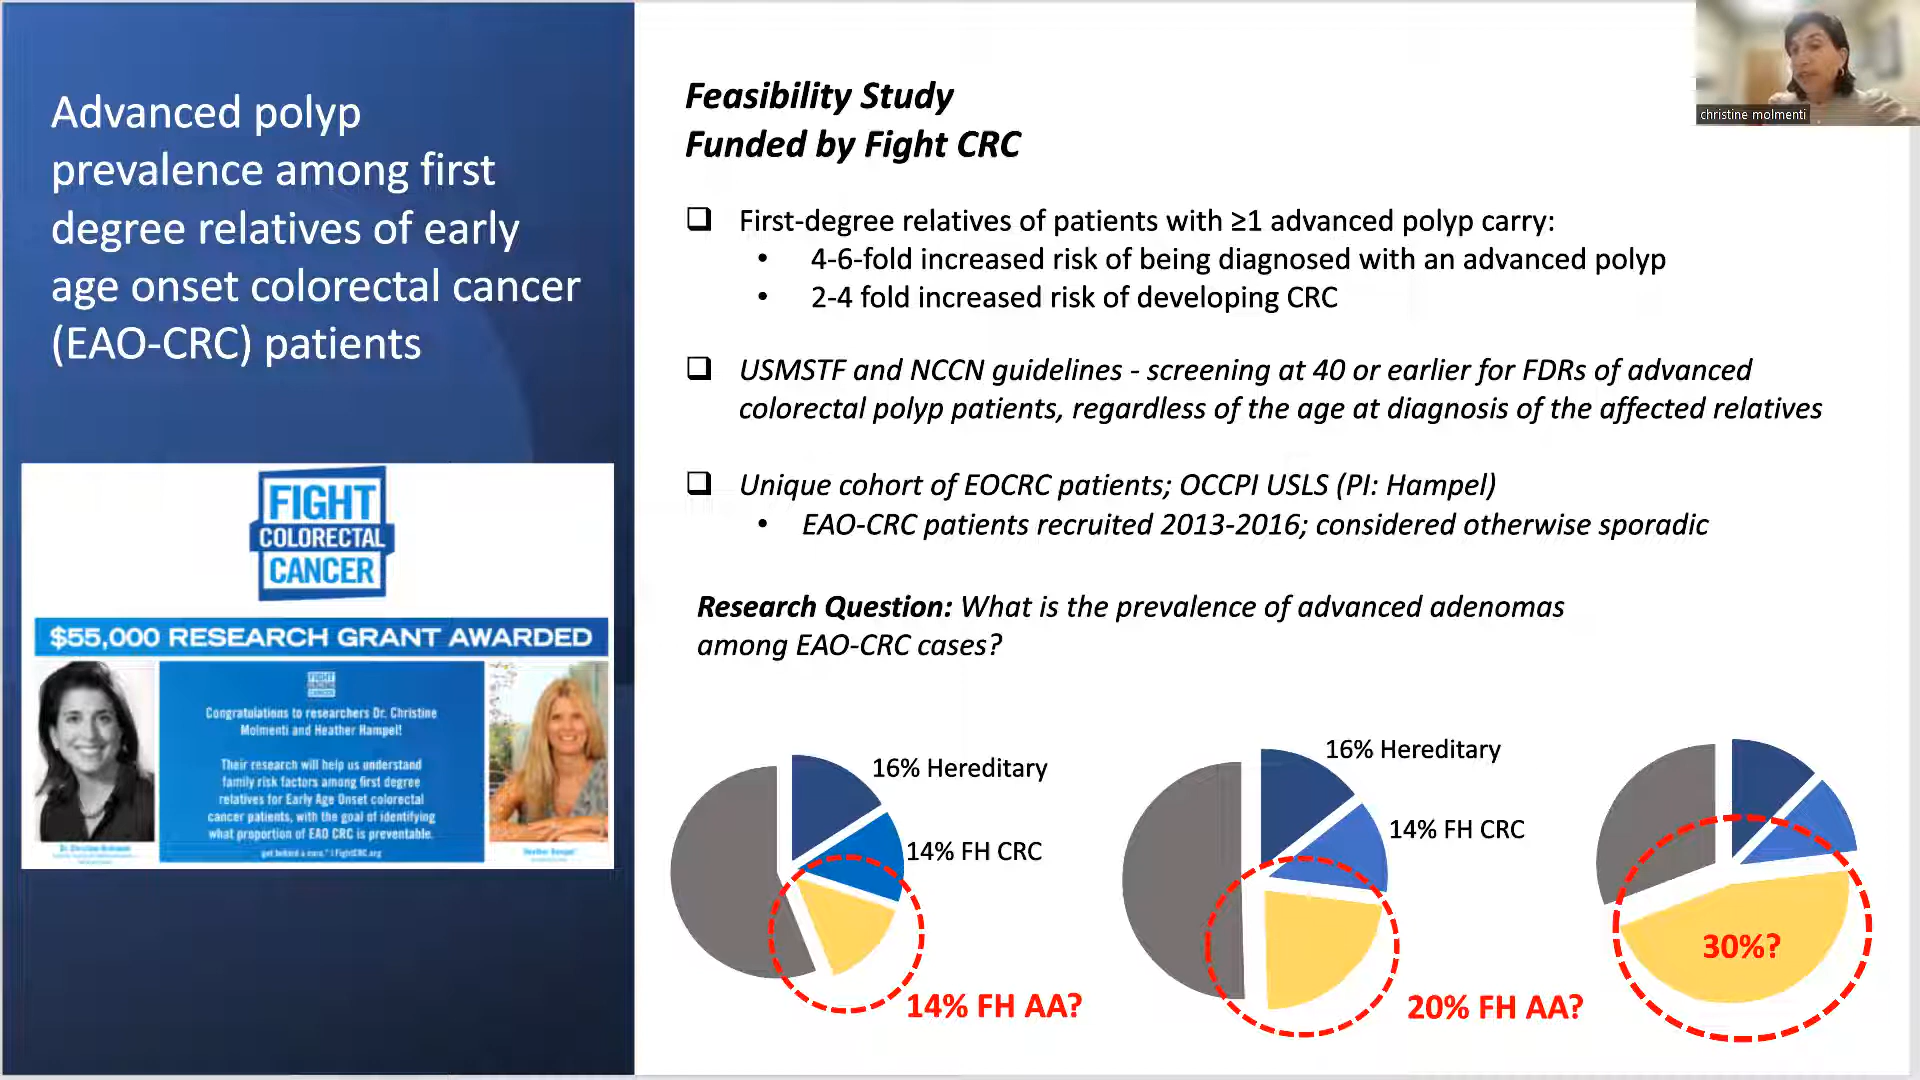 Advanced polyp
prevalence among first
degree relatives of early
age onset colorectal cancer
(EAO-CRC) patients
FIGHT
COLORECTAL
CANCER
$55,000 RESEARCH GRANT AWARDED
FIGHT
COLORECTAL
CANCER
Congratulations to researchers Dr. Christine
Molmenti and Heather Hampel!
Their research will help us understand
family risk factors among first degree
relatives for Early Age Onset colorectal
cancer patients, with the goal of identifying
what proportion of EAO CRC is preventable.
Feasibility Study
Funded by Fight CRC
First-degree relatives of patients with ≥1 advanced polyp carry:
• 4-6-fold increased risk of being diagnosed with an advanced polyp
• 2-4 fold increased risk of developing CRC
USMSTF and NCCN guidelines - screening at 40 or earlier for FDRs of advanced
colorectal polyp patients, regardless of the age at diagnosis of the affected relatives
Unique cohort of EOCRC patients; OCCPI USLS (PI: Hampel)
• EAO-CRC patients recruited 2013-2016; considered otherwise sporadic
Research Question: What is the prevalence of advanced adenomas
among EAO-CRC cases?
16% Hereditary
14% FH CRC
14% FH AA?
16% Hereditary
14% FH CRC
20% FH AA?
30%?
christine molmenti